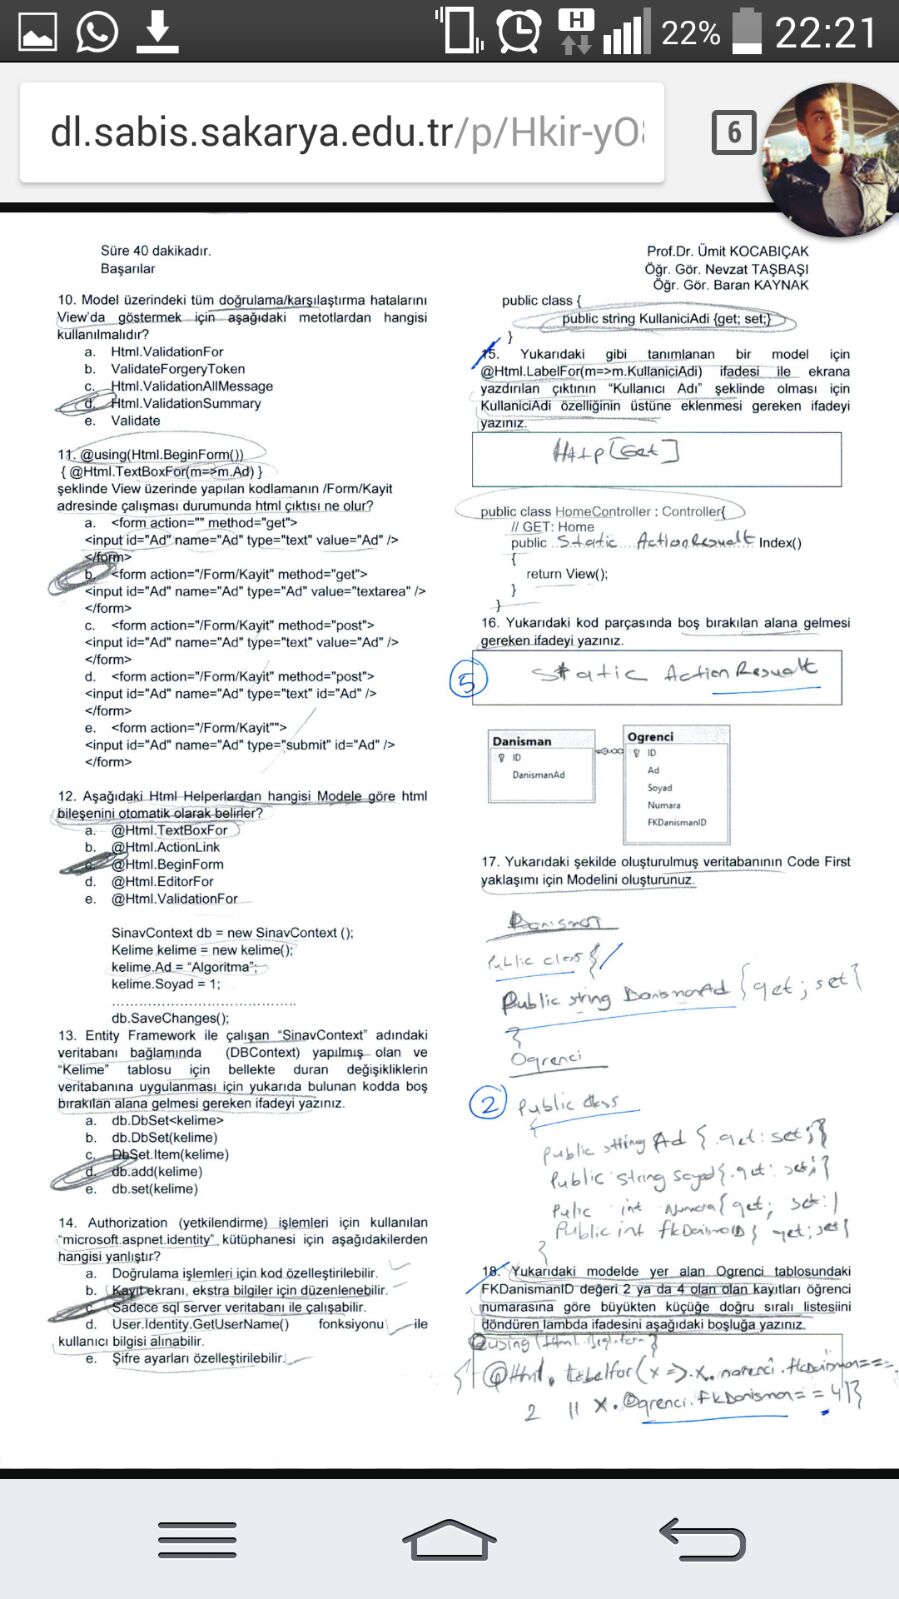 H
22%
22:21
dl.sabis.sakarya.edu.tr/p/Hkir-yO
6
Süre 40 dakikadır.
Başarılar
10. Model üzerindeki tüm doğrulama/karşılaştırma hatalarını
View'da göstermek için aşağıdaki metotlardan hangisi
kullanılmalıdır?
a. Html.ValidationFor
b. ValidateForgeryToken
c. Html.ValidationAllMessage
d. Html.ValidationSummary
e. Validate
11. @using(Html.BeginForm())
{ @Html.TextBoxFor(m=>m.Ad) }
şeklinde View üzerinde yapılan kodlamanın /Form/Kayit
adresinde çalışması durumunda html çıktısı ne olur?
a. <form action="" method="get">
<input id="Ad" name="Ad" type="text" value="Ad" />
</form>
b. <form action="/Form/Kayit" method="get">
<input id="Ad" name="Ad" type="Ad" value="textarea" />
</form>
c. <form action="/Form/Kayit" method="post">
<input id="Ad" name="Ad" type="text" value="Ad" />
</form>
d. <form action="/Form/Kayit" method="post">
<input id="Ad" name="Ad" type="text" id="Ad" />
</form>
e. <form action="/Form/Kayit"">
<input id="Ad" name="Ad" type="submit" id="Ad" />
</form>
12. Aşağıdaki Html Helperlardan hangisi Modele göre html
bileşenini otomatik olarak belirler?
a. @Html.TextBoxFor
b. @Html.ActionLink
c. @Html.BeginForm
d. @Html.EditorFor
e. @Html.ValidationFor
SinavContext db = new SinavContext ();
Kelime kelime = new kelime();
kelime.Ad = "Algoritma";
kelime.Soyad = 1;
........................................
db.SaveChanges();
13. Entity Framework ile çalışan "SinavContext" adındaki
veritabanı bağlamında (DBContext) yapılmış olan ve
"Kelime" tablosu için bellekte duran değişikliklerin
veritabanına uygulanması için yukarıda bulunan kodda boş
bırakılan alana gelmesi gereken ifadeyi yazınız.
a. db.DbSet<kelime>
b. db.DbSet(kelime)
c. DbSet.Item(kelime)
d. db.add(kelime)
e. db.set(kelime)
14. Authorization (yetkilendirme) işlemleri için kullanılan
"microsoft.aspnet.identity" kütüphanesi için aşağıdakilerden
hangisi yanlıştır?
a. Doğrulama işlemleri için kod özelleştirilebilir.
b. Kayıt ekranı, ekstra bilgiler için düzenlenebilir.
c. Sadece sql server veritabanı ile çalışabilir.
d. User.Identity.GetUserName() fonksiyonu ile
kullanıcı bilgisi alınabilir.
e. Şifre ayarları özelleştirilebilir.
Prof.Dr. Ümit KOCABIÇAK
Öğr. Gör. Nevzat TAŞBAŞI
Öğr. Gör. Baran KAYNAK
public class {
public string KullaniciAdi {get; set;}
}
15. Yukarıdaki gibi tanımlanan bir model için
@Html.LabelFor(m=>m.KullaniciAdi) ifadesi ile ekrana
yazdırılan çıktının "Kullanıcı Adı" şeklinde olması için
KullaniciAdi özelliğinin üstüne eklenmesi gereken ifadeyi
yazınız.
Http[Get]
public class HomeController : Controller{
// GET: Home
public Static ActionResualt Index()
{
return View();
}
}
16. Yukarıdaki kod parçasında boş bırakılan alana gelmesi
gereken ifadeyi yazınız.
5
Static ActionResualt
Danisman
ID
DanismanAd
Ogrenci
ID
Ad
Soyad
Numara
FKDanismanID
17. Yukarıdaki şekilde oluşturulmuş veritabanının Code First
yaklaşımı için Modelini oluşturunuz.
Danisman
Public class {
Public string DanismanAd {get; set}
}
Ogrenci
2
Public class
{
Public string Ad { get; set; }
Public string Soyad{ get; set; }
Public int Numara{ get; set; }
Public int fkDanismanID{ get; set{
}
18. Yukarıdaki modelde yer alan Ogrenci tablosundaki
FKDanismanID değeri 2 ya da 4 olan olan kayıtları öğrenci
numarasına göre büyükten küçüğe doğru sıralı listesiini
döndüren lambda ifadesini aşağıdaki boşluğa yazınız.
@using (Html.
{ @Html.Labelfor(x=>x.
2 || x.Ogrenci.FkDanisman== 4)}